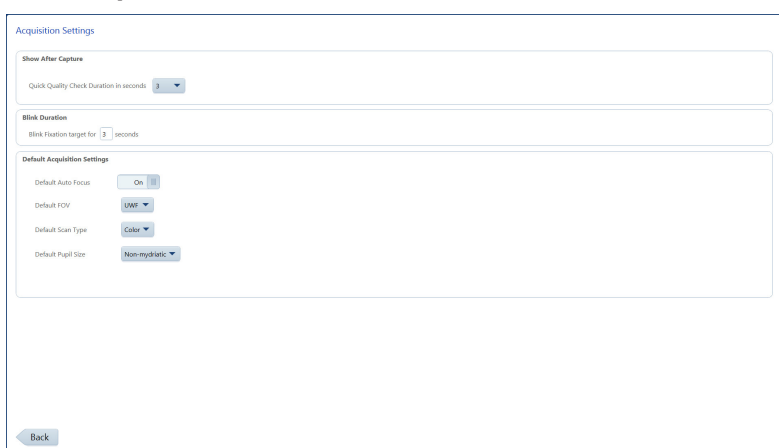 Acquisition Settings
Show After Capture
Quick Quality Check Duration in seconds 3
Blink Duration
Blink Fixation target for 3 seconds
Default Acquisition Settings
Default Auto Focus On
Default FOV UWF
Default Scan Type Color
Default Pupil Size Non-mydriatic
Back